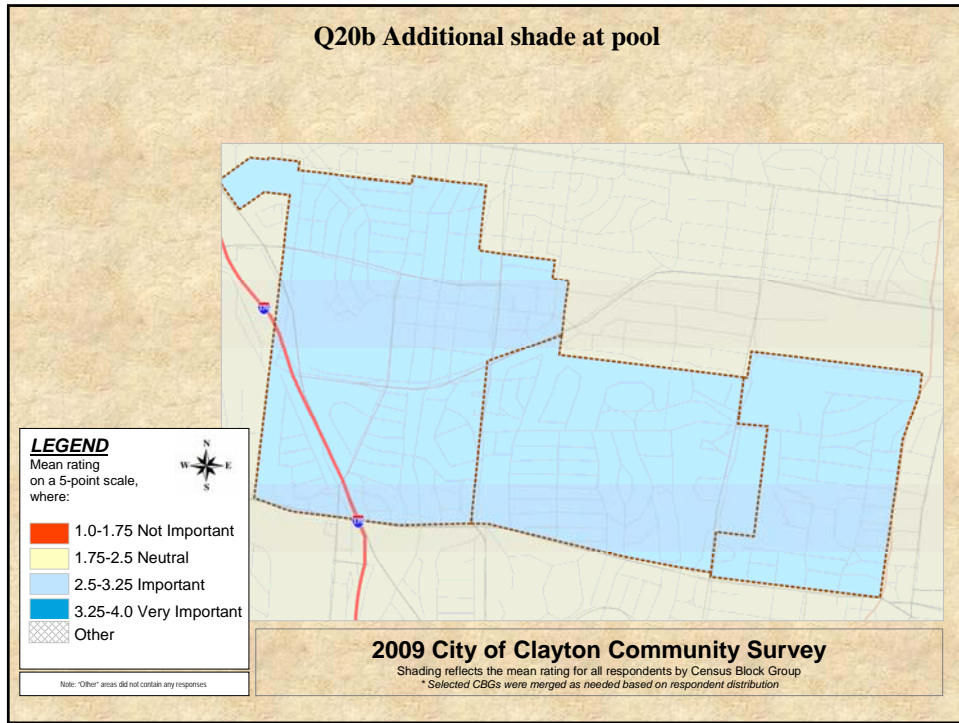 Q20b Additional shade at pool
LEGEND
Mean rating
on a 5-point scale,
where:
N
W E
S
1.0-1.75 Not Important
1.75-2.5 Neutral
2.5-3.25 Important
3.25-4.0 Very Important
Other
Note: "Other" areas did not contain any responses
2009 City of Clayton Community Survey
Shading reflects the mean rating for all respondents by Census Block Group
* Selected CBGs were merged as needed based on respondent distribution